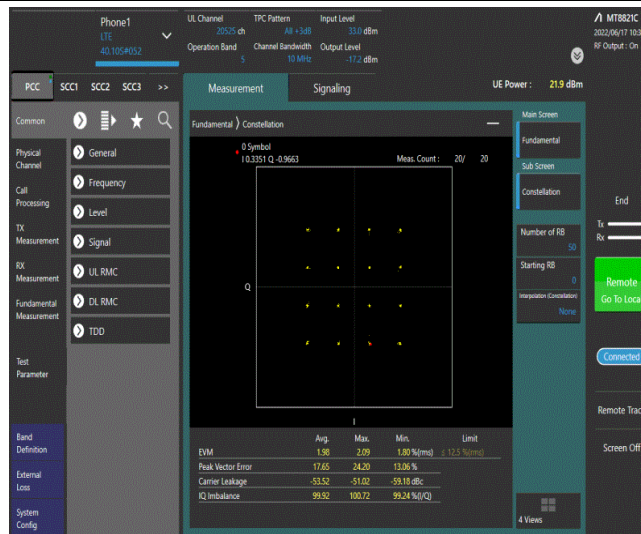 Phone1
LTE
40.105#052
UL Channel
20525 ch
Operation Band
5
TPC Pattern
All +3dB
Channel Bandwidth
10 MHz
Input Level
33.0 dBm
Output Level
-17.2 dBm
MT8821C
2022/06/17 10:3
RF Output : On
PCC SCC1 SCC2 SCC3 >>
Measurement
Signaling
UE Power : 21.9 dBm
Common
Physical
Channel
Call
Processing
TX
Measurement
RX
Measurement
Fundamental
Measurement
Test
Parameter
Band
Definition
External
Loss
System
Config
General
Frequency
Level
Signal
UL RMC
DL RMC
TDD
Fundamental ⟩ Constellation
0 Symbol
I 0.3351 Q -0.9663
Meas. Count : 20/ 20
Q
I
Avg. Max. Min. Limit
EVM 1.98 2.09 1.80 %(rms) ± 12.5 %(rms)
Peak Vector Error 17.65 24.20 13.06 %
Carrier Leakage -53.52 -51.02 -59.18 dBc
IQ Imbalance 99.92 100.72 99.24 %(I/Q)
Main Screen
Fundamental
Sub Screen
Constellation
Number of RB
50
Starting RB
0
Interpolation (Constellation)
None
4 Views
End
Tx
Rx
Remote
Go To Loca
Connected
Remote Trac
Screen Off